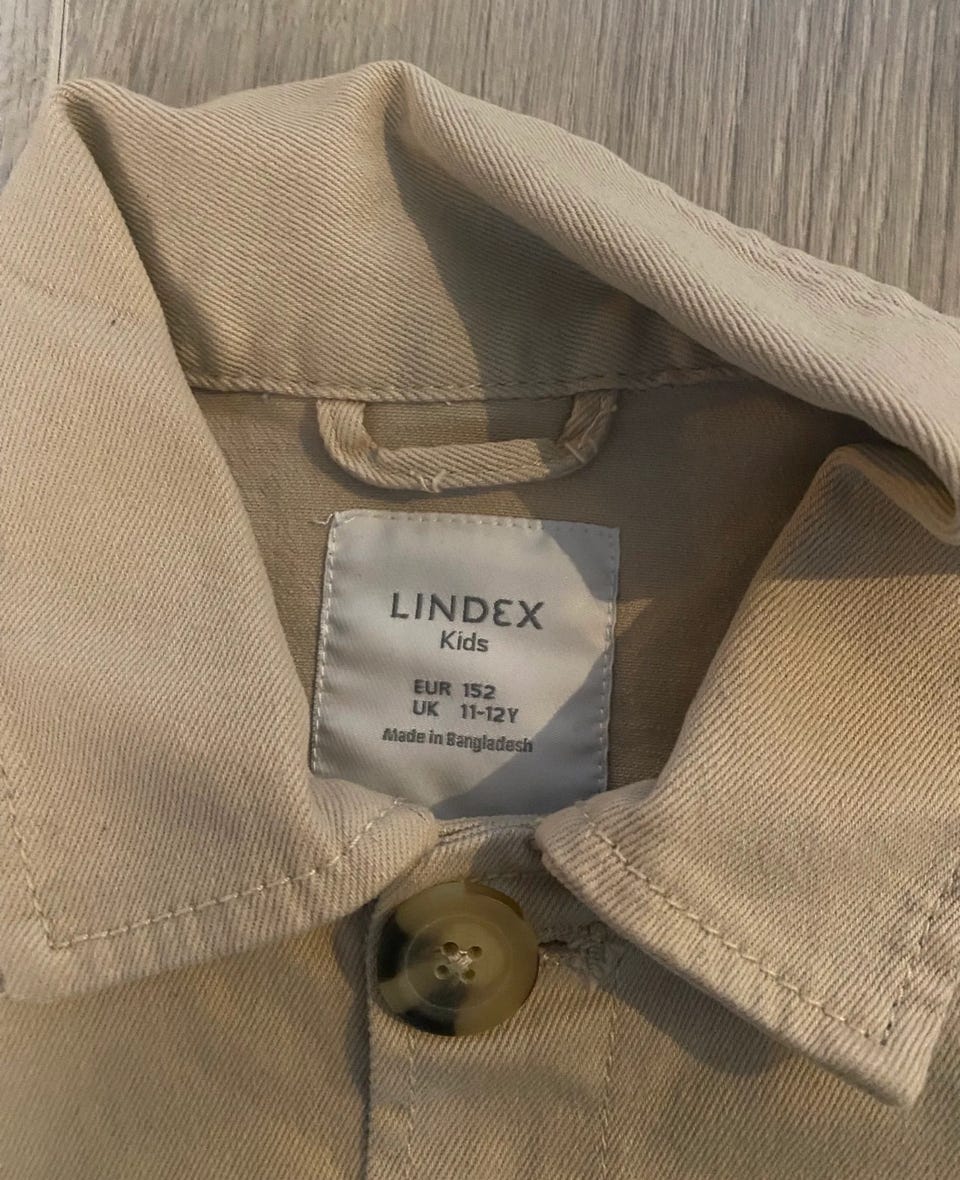 LINDEX
Kids
EUR 152
UK 11-12Y
Made in Bangladesh